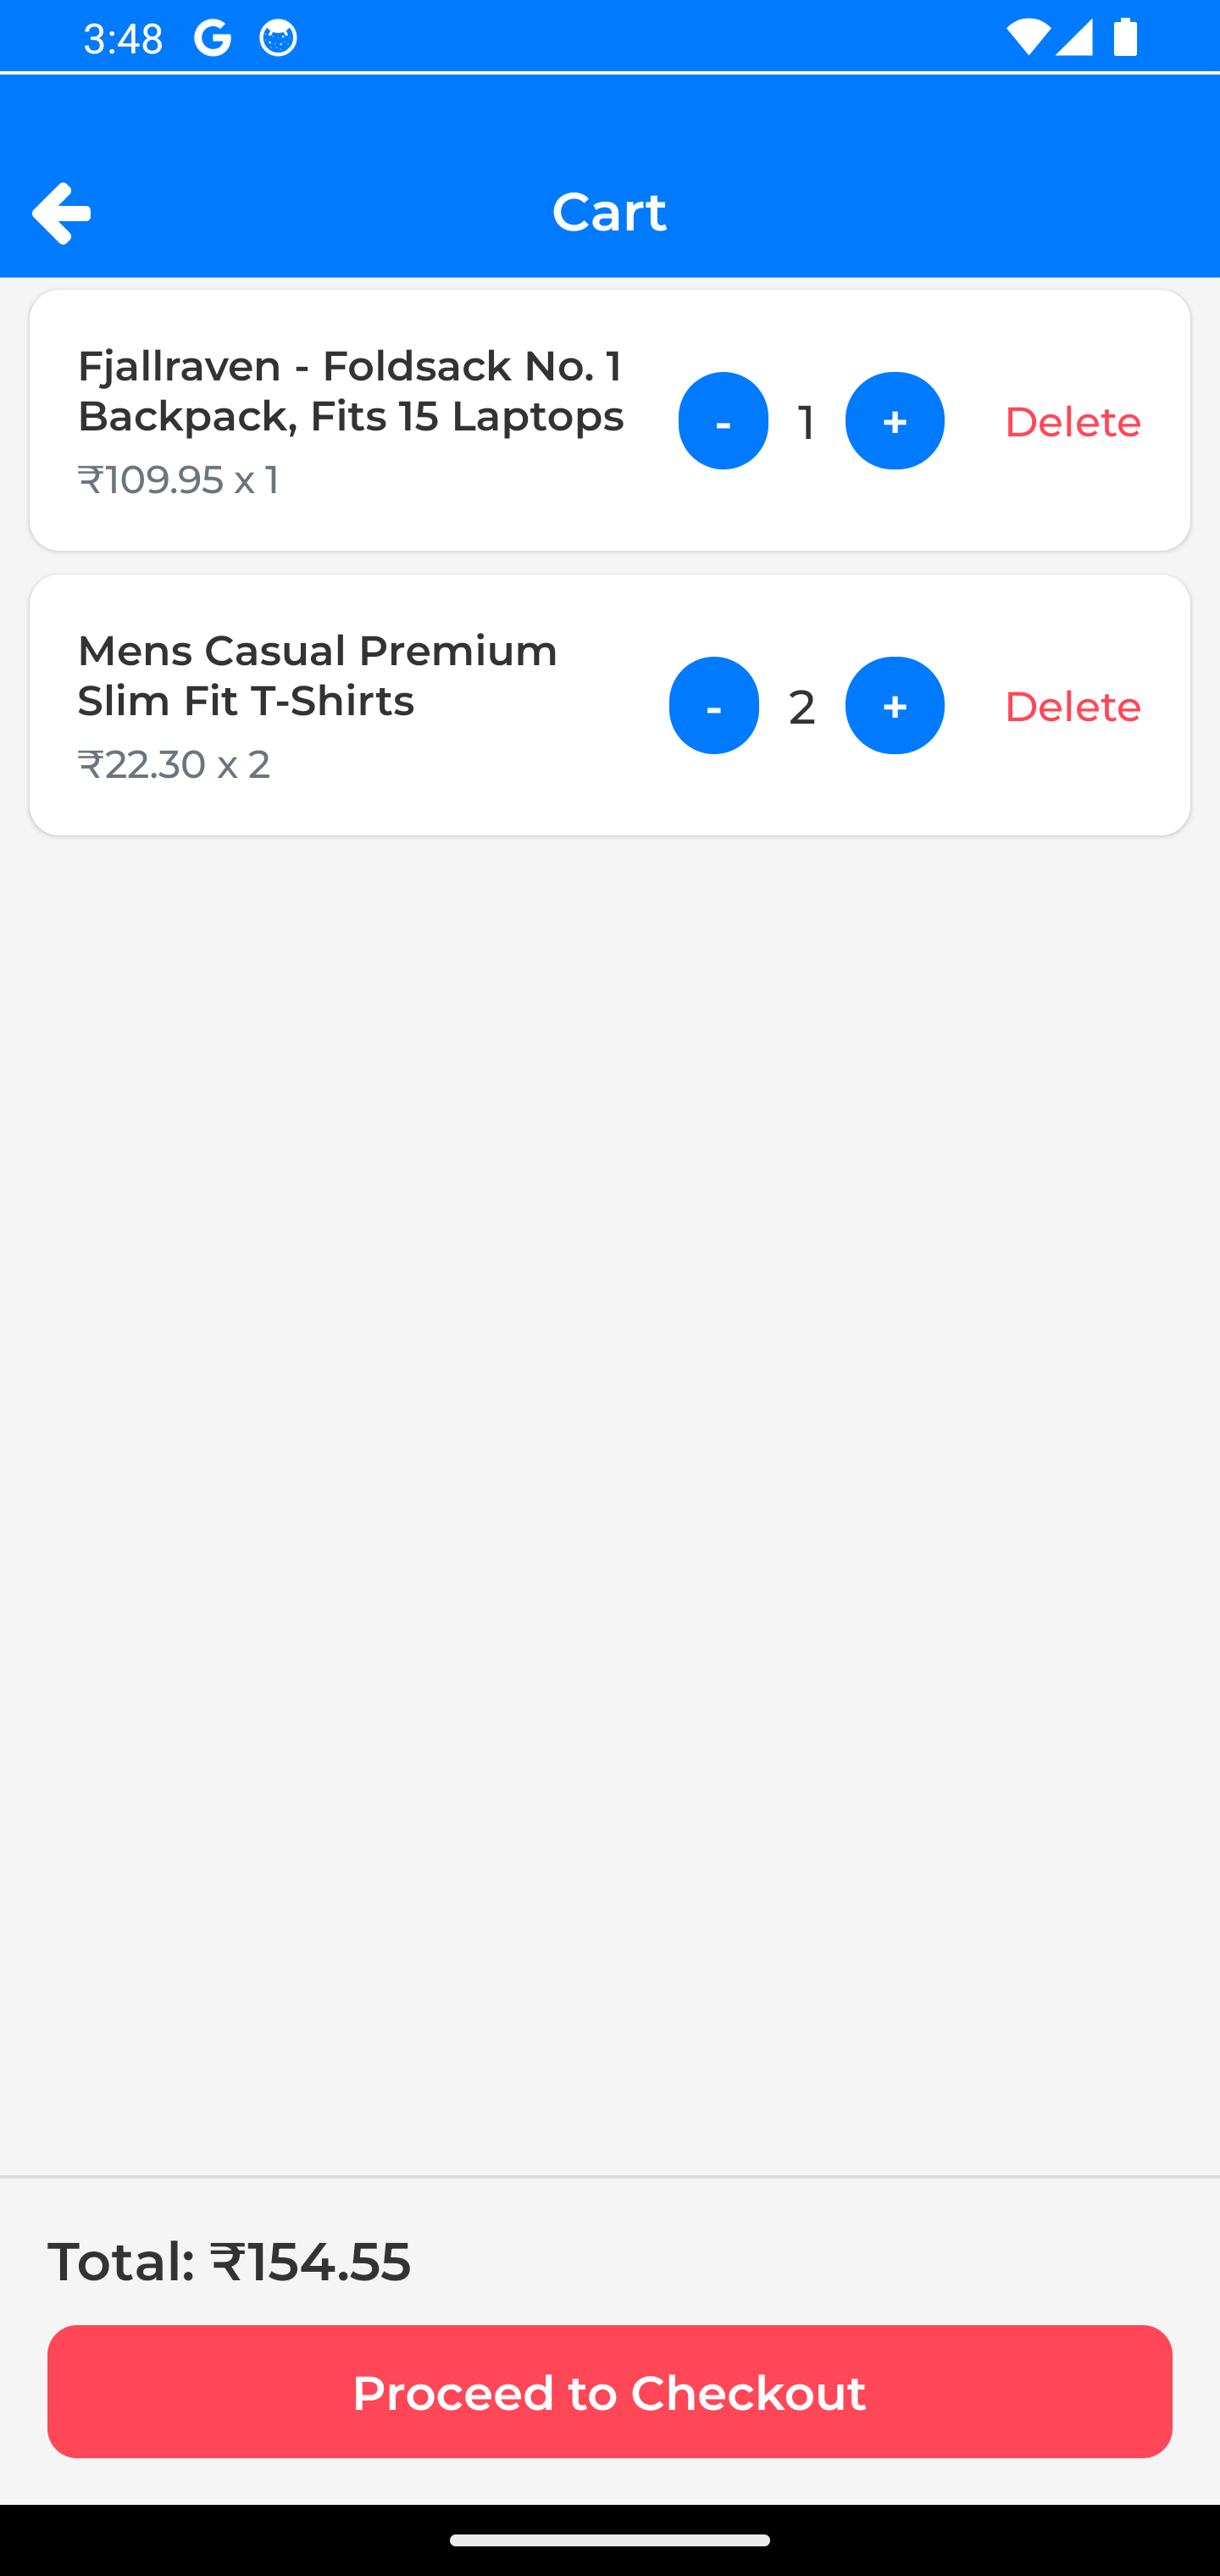 3:48
Cart
Fjallraven - Foldsack No. 1
Backpack, Fits 15 Laptops
₹109.95 x 1
- 1 + Delete
Mens Casual Premium
Slim Fit T-Shirts
₹22.30 x 2
- 2 + Delete
Total: ₹154.55
Proceed to Checkout